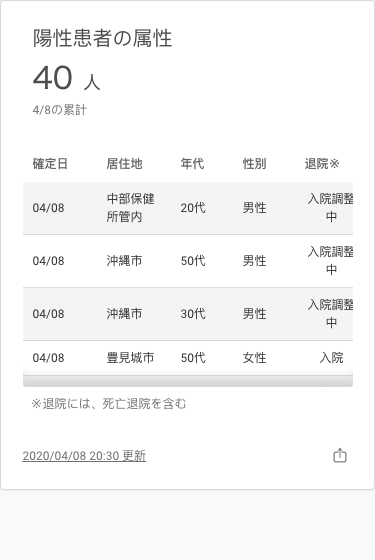 陽性患者の属性
40 人
4/8の累計
確定日 居住地 年代 性別 退院※
04/08 中部保健所管内 20代 男性 入院調整中
04/08 沖縄市 50代 男性 入院調整中
04/08 沖縄市 30代 男性 入院調整中
04/08 豊見城市 50代 女性 入院
※退院には、死亡退院を含む
2020/04/08 20:30 更新